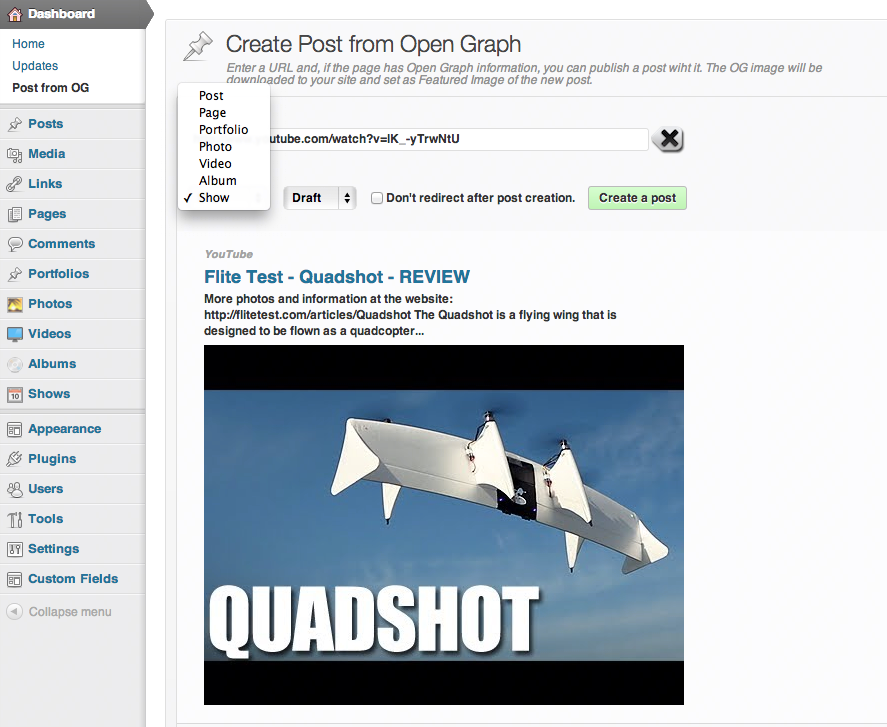 Dashboard
Home
Updates
Post from OG
Posts
Media
Links
Pages
Comments
Portfolios
Photos
Videos
Albums
10
Shows
Appearance
Plugins
Users
Tools
Settings
Custom Fields
Collapse menu
Create Post from Open Graph
Enter a URL and, if the page has Open Graph information, you can publish a post wiht it. The OG image will be
downloaded to your site and set as Featured Image of the new post.
Post
Page
Portfolio
Photo
Video
Album
✓ Show
outube.com/watch?v=lK_-yTrwNtU
Draft
Don't redirect after post creation.
Create a post
YouTube
Flite Test - Quadshot - REVIEW
More photos and information at the website:
http://flitetest.com/articles/Quadshot The Quadshot is a flying wing that is
designed to be flown as a quadcopter...
QUADSHOT